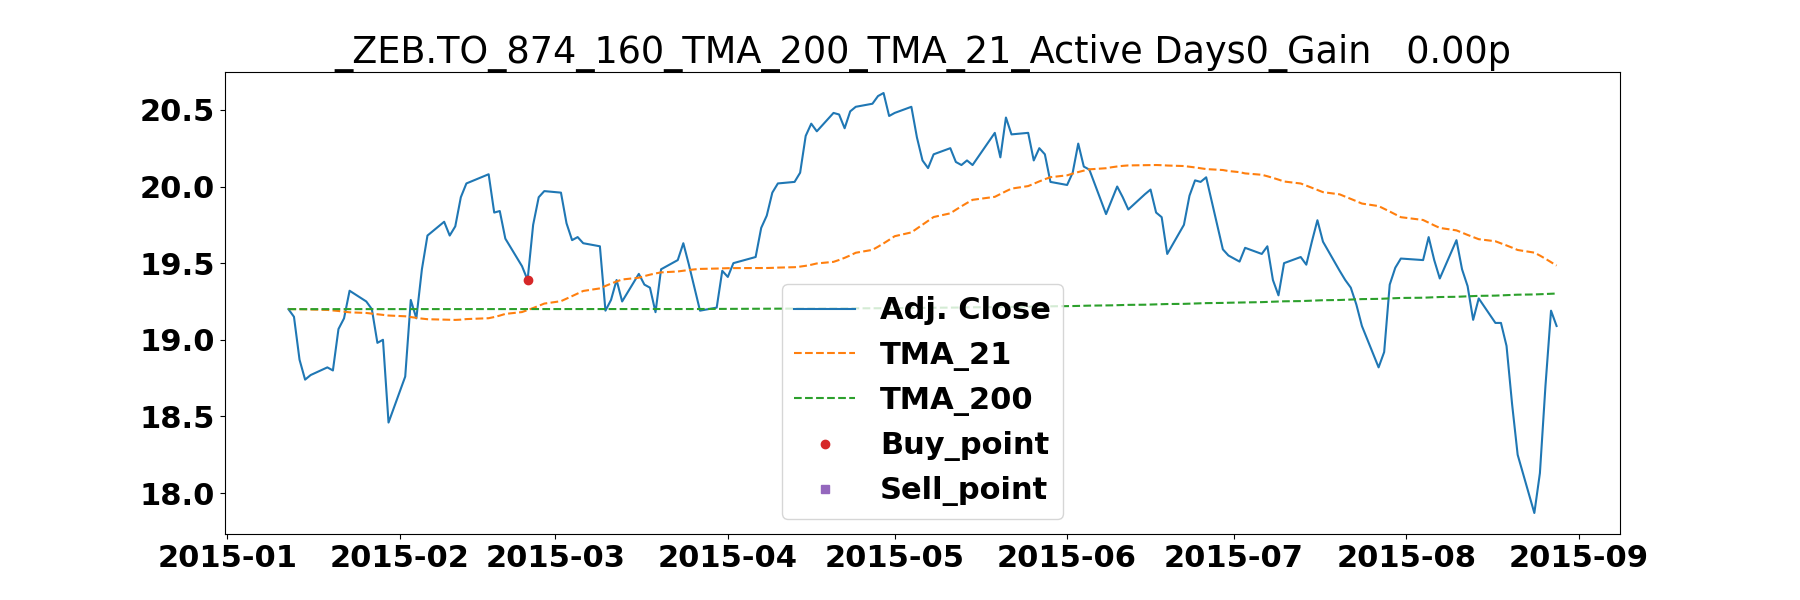 _ZEB.TO_874_160_TMA_200_TMA_21_Active Days0_Gain   0.00p
20.5
20.0
19.5
19.0
18.5
18.0
Adj. Close
TMA_21
TMA_200
Buy_point
Sell_point
2015-01 2015-02 2015-03 2015-04 2015-05 2015-06 2015-07 2015-08 2015-09